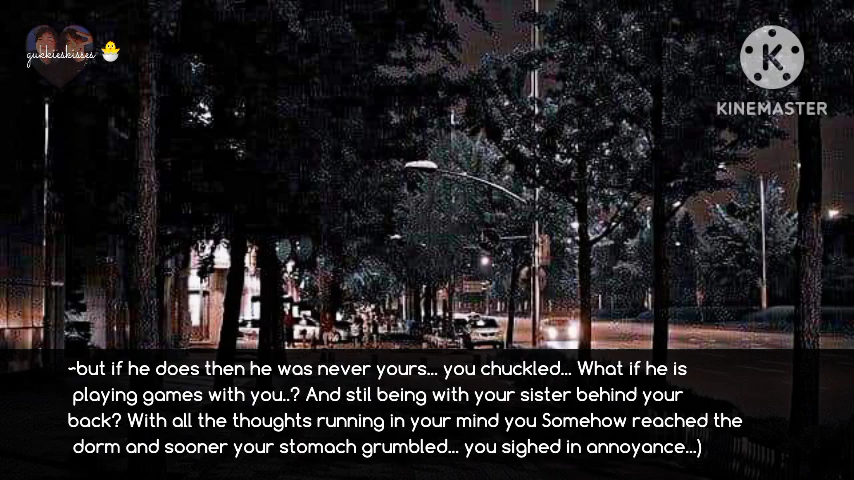 gukkieskisses
KINEMASTER
-but if he does then he was never yours... you chuckled... What if he is
playing games with you..? And stil being with your sister behind your
back? With all the thoughts running in your mind you Somehow reached the
dorm and sooner your stomach grumbled... you sighed in annoyance...)